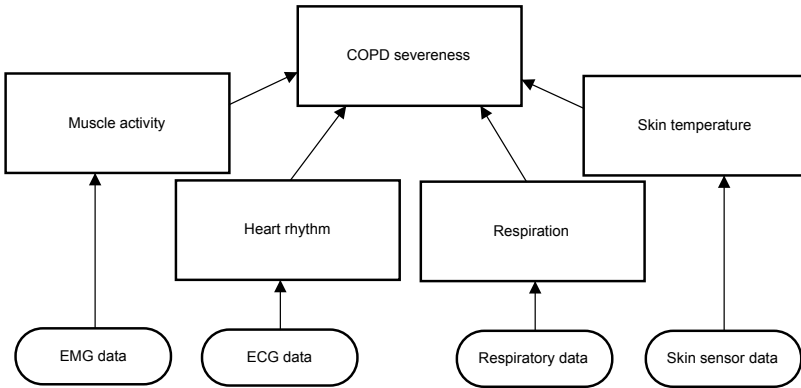 COPD severeness
Muscle activity
Skin temperature
Heart rhythm
Respiration
EMG data
ECG data
Respiratory data
Skin sensor data